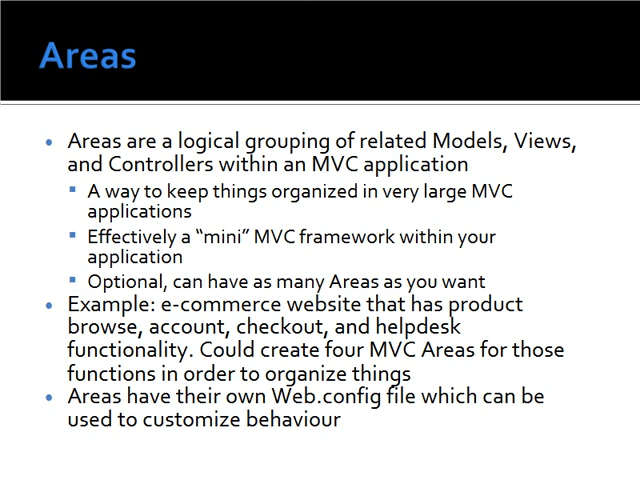 Areas
• Areas are a logical grouping of related Models, Views,
and Controllers within an MVC application
▪ A way to keep things organized in very large MVC
applications
▪ Effectively a “mini” MVC framework within your
application
▪ Optional, can have as many Areas as you want
• Example: e-commerce website that has product
browse, account, checkout, and helpdesk
functionality. Could create four MVC Areas for those
functions in order to organize things
• Areas have their own Web.config file which can be
used to customize behaviour